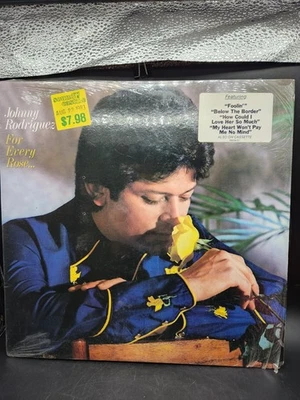 Johnny
Rodriguez
For
Every
Rose...
$7.98
Featuring
"Foolin'"
"Below The Border"
"How Could I
Love Her So Much"
"My Heart Won't Pay
Me No Mind"